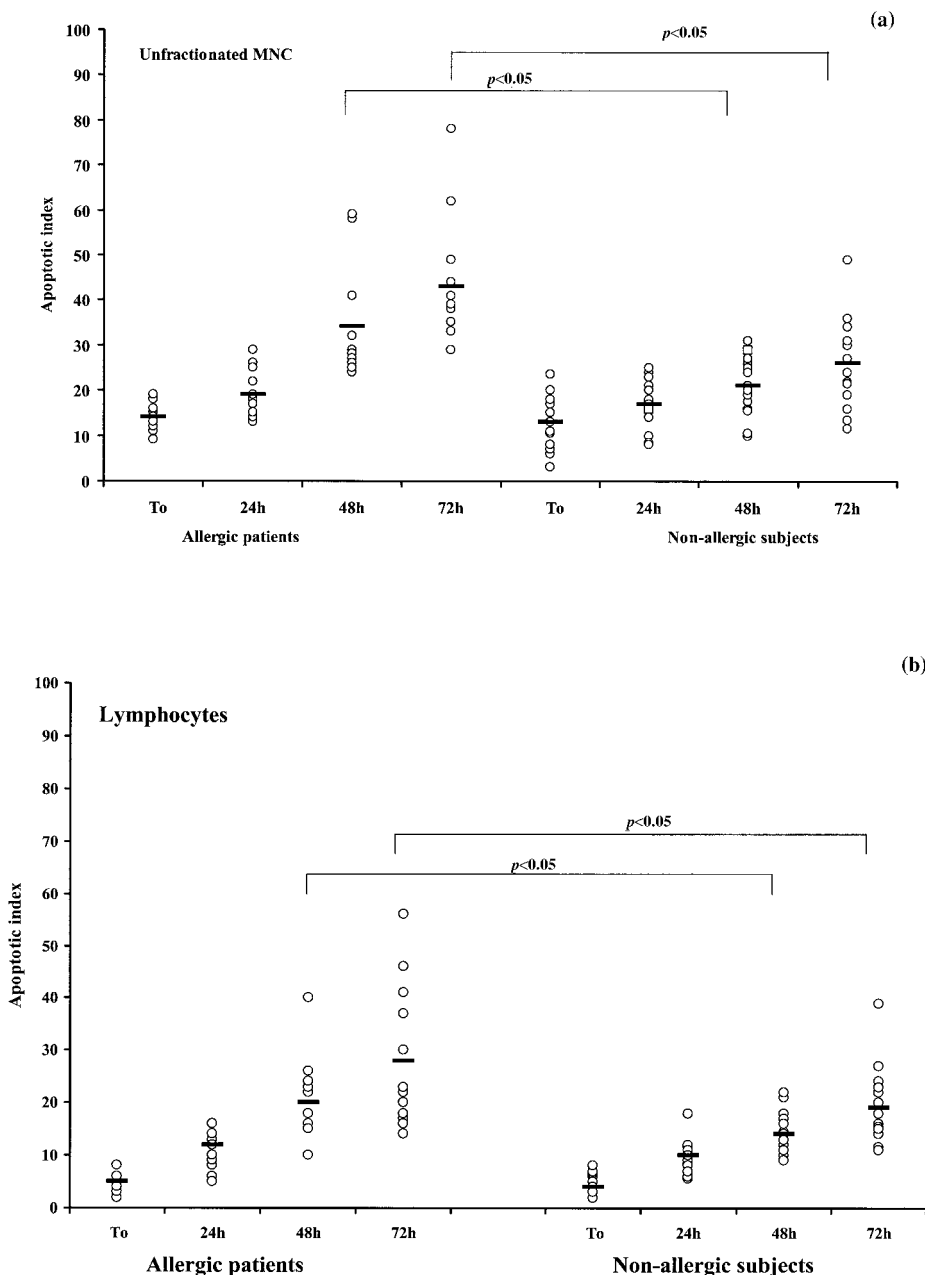 (a)
100
Unfractionated MNC
p<0.05
90
p<0.05
80
70
60
50
40
30
20
10
0
Apoptotic index
To 24h 48h 72h To 24h 48h 72h
Allergic patients Non-allergic subjects
(b)
100
Lymphocytes
90
80
70
p<0.05
p<0.05
60
50
40
30
20
10
0
Apoptotic index
To 24h 48h 72h To 24h 48h 72h
Allergic patients Non-allergic subjects